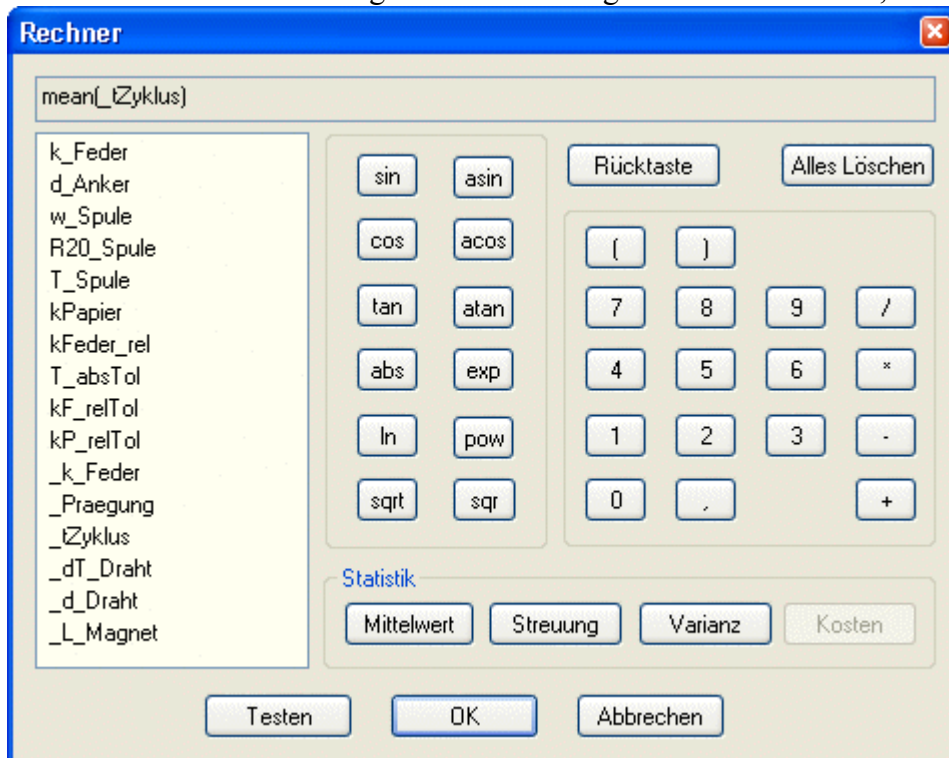 Rechner
mean(_tZyklus)
k_Feder
d_Anker
w_Spule
R20_Spule
T_Spule
kPapier
kFeder_rel
T_absTol
kF_relTol
kP_relTol
_k_Feder
_Praegung
_tZyklus
_dT_Draht
_d_Draht
_L_Magnet
sin asin
cos acos
tan atan
abs exp
ln pow
sqrt sqr
Rücktaste Alles Löschen
( )
7 8 9 /
4 5 6 *
1 2 3 -
0 , +
Statistik
Mittelwert Streuung Varianz Kosten
Testen OK Abbrechen